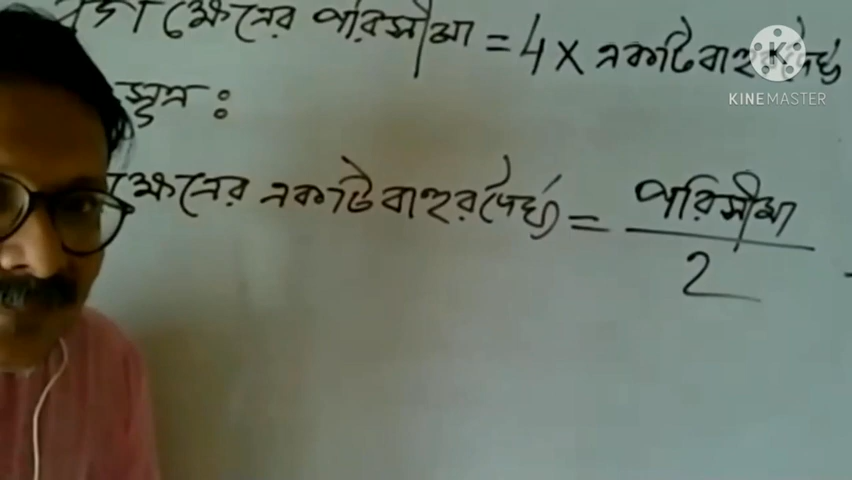 ক্ষেত্রের পরিসীমা = 4 × একটি বাহুর দৈর্ঘ্য
K
KINEMASTER
সূত্র :
ক্ষেত্রের একটি বাহুর দৈর্ঘ্য = পরিসীমা
2